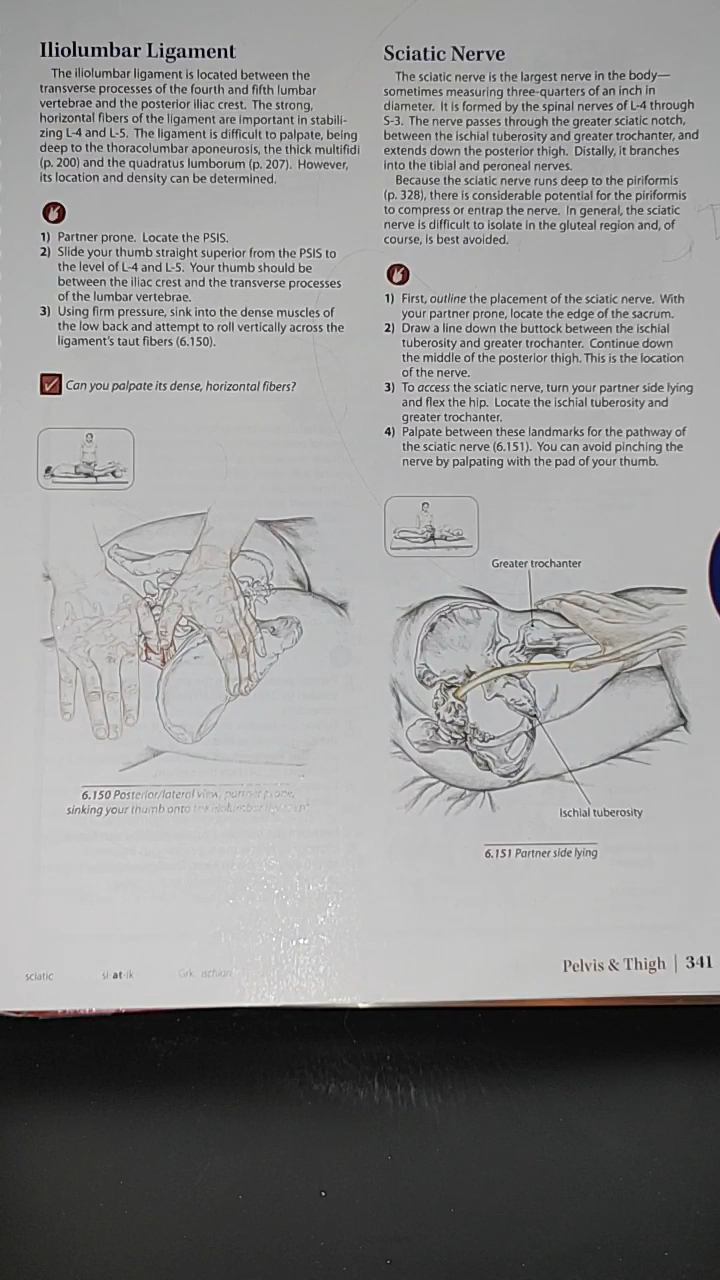 Iliolumbar Ligament
The iliolumbar ligament is located between the
transverse processes of the fourth and fifth lumbar
vertebrae and the posterior iliac crest. The strong,
horizontal fibers of the ligament are important in stabili-
zing L-4 and L-5. The ligament is difficult to palpate, being
deep to the thoracolumbar aponeurosis, the thick multifidi
(p. 200) and the quadratus lumborum (p. 207). However,
its location and density can be determined.
1) Partner prone. Locate the PSIS.
2) Slide your thumb straight superior from the PSIS to
the level of L-4 and L-5. Your thumb should be
between the iliac crest and the transverse processes
of the lumbar vertebrae.
3) Using firm pressure, sink into the dense muscles of
the low back and attempt to roll vertically across the
ligament's taut fibers (6.150).
Can you palpate its dense, horizontal fibers?
6.150 Posterior/lateral view, partner prone,
sinking your thumb onto the iliolumbar ligament
Sciatic Nerve
The sciatic nerve is the largest nerve in the body—
sometimes measuring three-quarters of an inch in
diameter. It is formed by the spinal nerves of L-4 through
S-3. The nerve passes through the greater sciatic notch,
between the ischial tuberosity and greater trochanter, and
extends down the posterior thigh. Distally, it branches
into the tibial and peroneal nerves.
Because the sciatic nerve runs deep to the piriformis
(p. 328), there is considerable potential for the piriformis
to compress or entrap the nerve. In general, the sciatic
nerve is difficult to isolate in the gluteal region and, of
course, is best avoided.
1) First, outline the placement of the sciatic nerve. With
your partner prone, locate the edge of the sacrum.
2) Draw a line down the buttock between the ischial
tuberosity and greater trochanter. Continue down
the middle of the posterior thigh. This is the location
of the nerve.
3) To access the sciatic nerve, turn your partner side lying
and flex the hip. Locate the ischial tuberosity and
greater trochanter.
4) Palpate between these landmarks for the pathway of
the sciatic nerve (6.151). You can avoid pinching the
nerve by palpating with the pad of your thumb.
Greater trochanter
Ischial tuberosity
6.151 Partner side lying
sciatic si-at-ik Grk. ischion
Pelvis & Thigh | 341